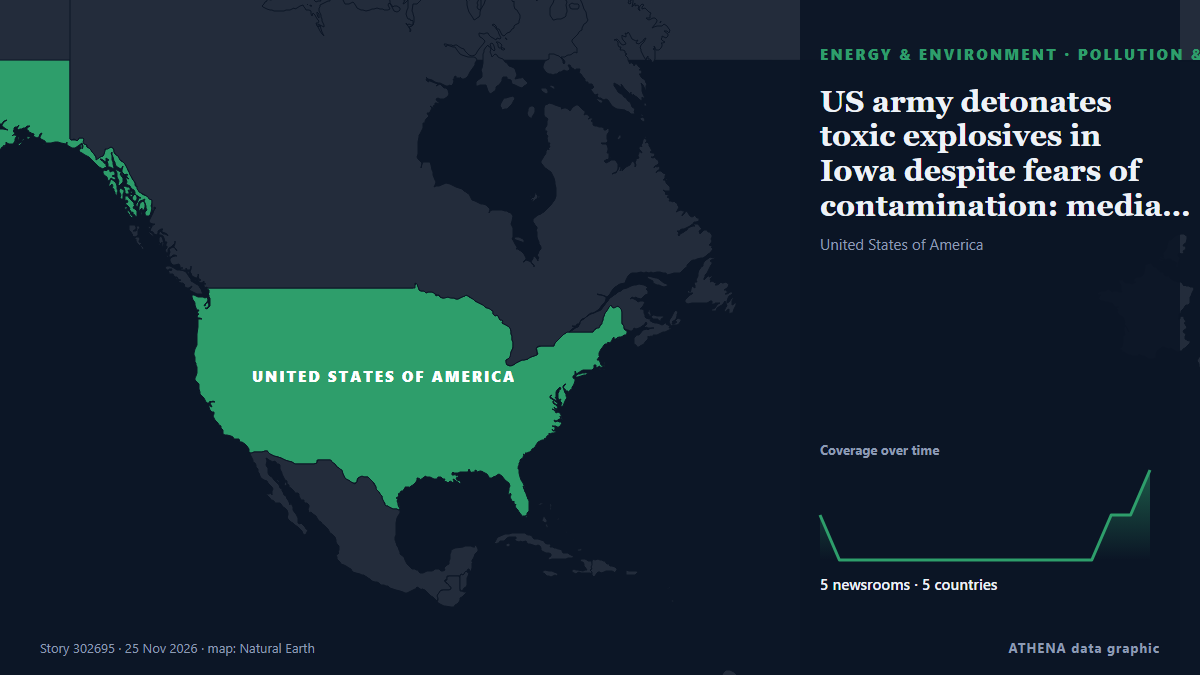 ENERGY & ENVIRONMENT · POLLUTION &
US army detonates
toxic explosives in
Iowa despite fears of
contamination: media...
United States of America
UNITED STATES OF AMERICA
Coverage over time
5 newsrooms · 5 countries
Story 302695 · 25 Nov 2026 · map: Natural Earth
ATHENA data graphic